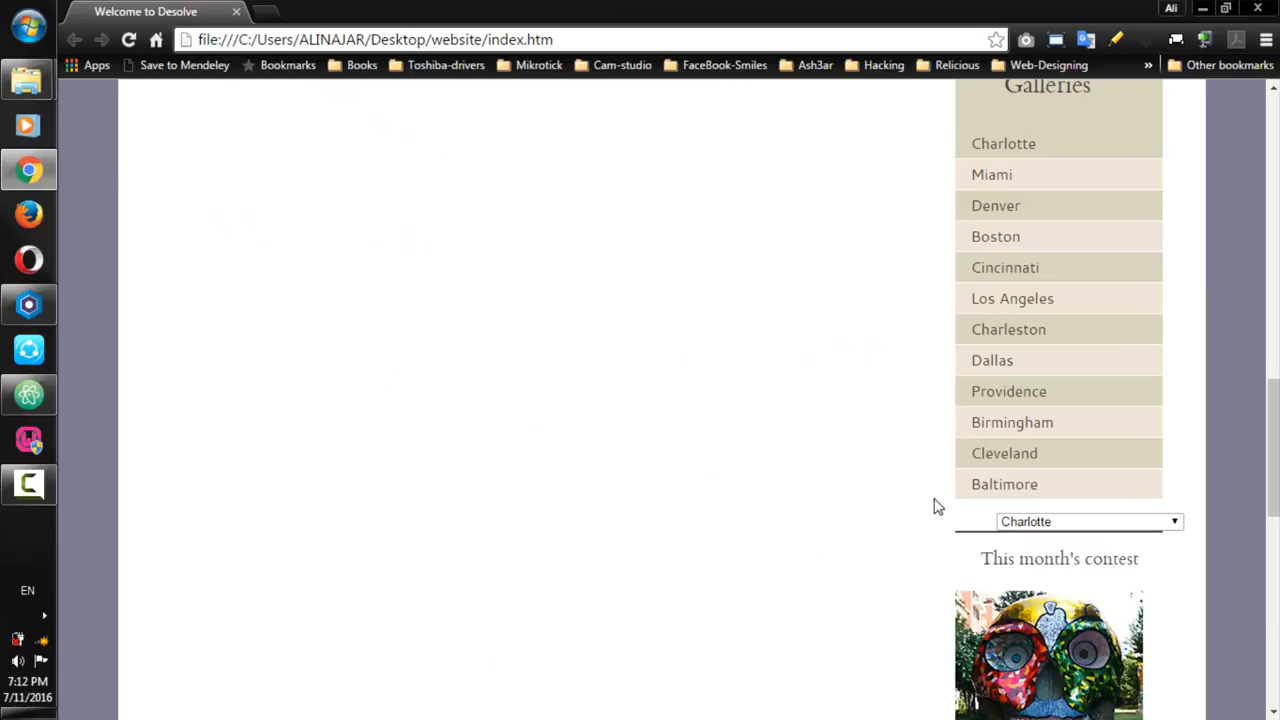 Welcome to Desolve
Ali
file:///C:/Users/ALINAJAR/Desktop/website/index.htm
Apps
Save to Mendeley
Bookmarks
Books
Toshiba-drivers
Mikrotick
Cam-studio
FaceBook-Smiles
Ash3ar
Hacking
Relicious
Web-Designing
»
Other bookmarks
Galleries
Charlotte
Miami
Denver
Boston
Cincinnati
Los Angeles
Charleston
Dallas
Providence
Birmingham
Cleveland
Baltimore
Charlotte
This month's contest
EN
7:12 PM
7/11/2016